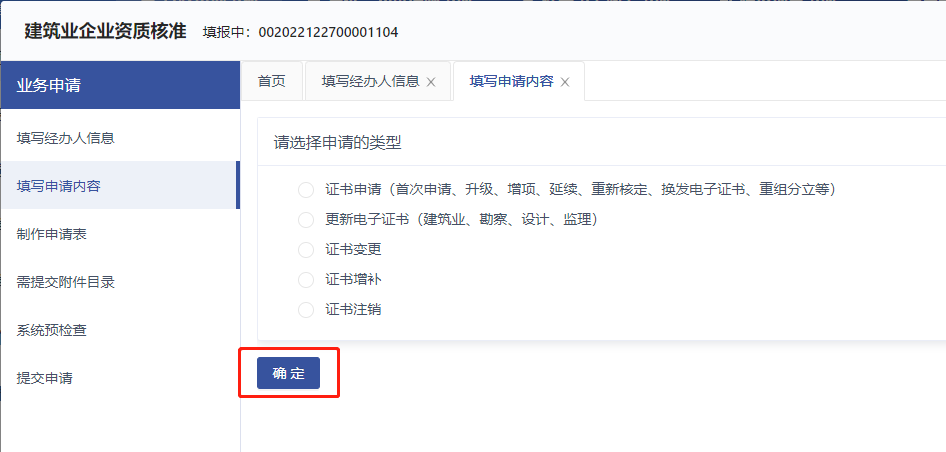 建筑业企业资质核准 填报中：002022122700001104
业务申请
首页 填写经办人信息 填写申请内容
填写经办人信息
填写申请内容
制作申请表
需提交附件目录
系统预检查
提交申请
请选择申请的类型
证书申请（首次申请、升级、增项、延续、重新核定、换发电子证书、重组分立等）
更新电子证书（建筑业、勘察、设计、监理）
证书变更
证书增补
证书注销
确 定